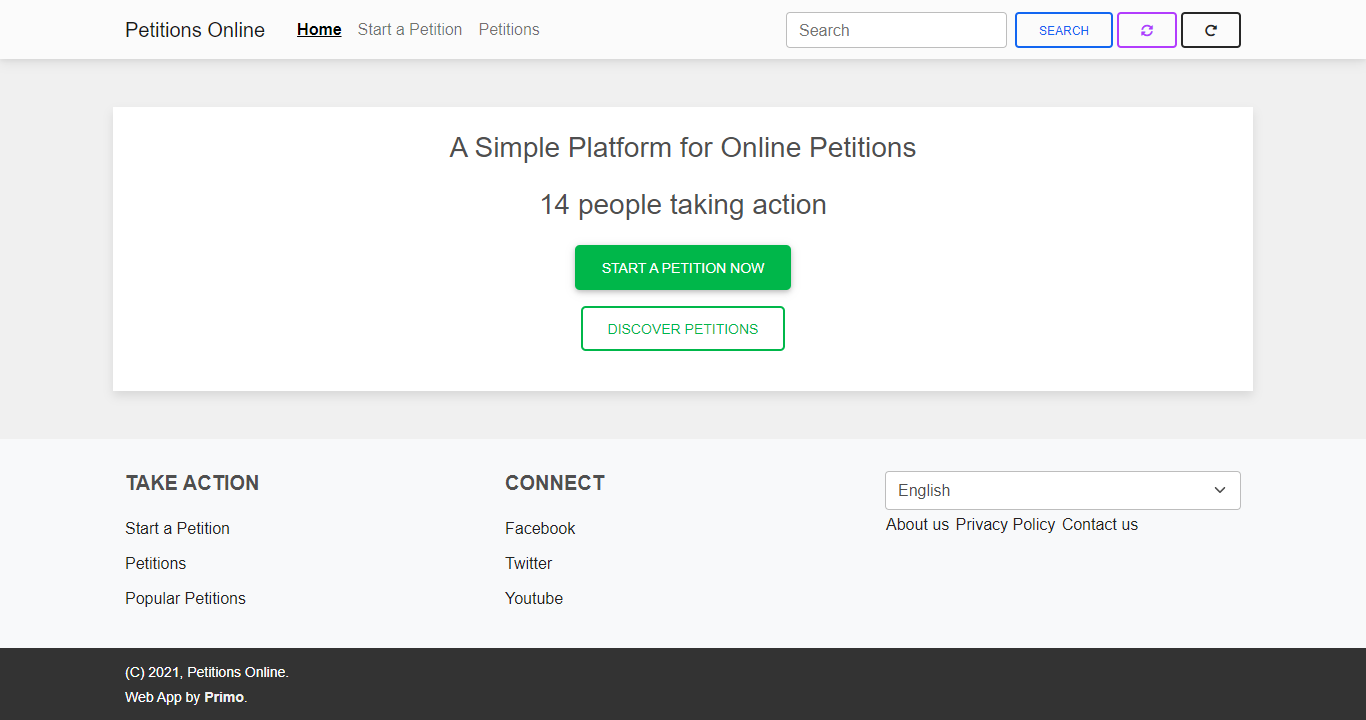 Petitions Online Home Start a Petition Petitions Search SEARCH
A Simple Platform for Online Petitions
14 people taking action
START A PETITION NOW
DISCOVER PETITIONS
TAKE ACTION
Start a Petition
Petitions
Popular Petitions
CONNECT
Facebook
Twitter
Youtube
English
About us Privacy Policy Contact us
(C) 2021, Petitions Online.
Web App by Primo.